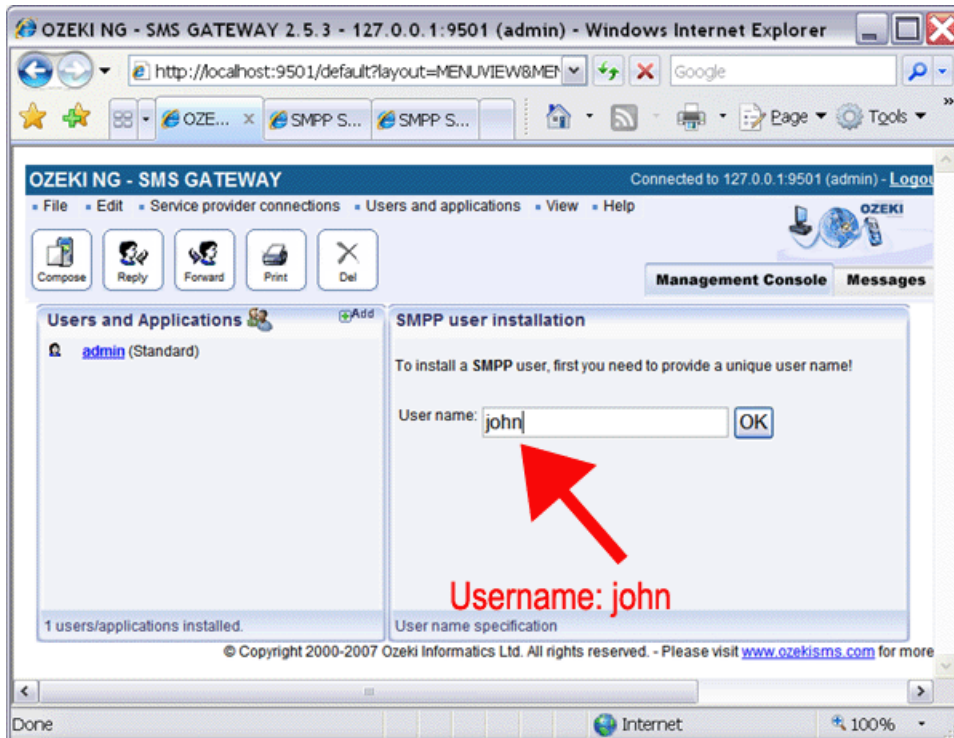 OZEKI NG - SMS GATEWAY 2.5.3 - 127.0.0.1:9501 (admin) - Windows Internet Explorer
http://localhost:9501/default?layout=MENUVIEW&MEN
Google
OZE... SMPP S... SMPP S... Page Tools
OZEKI NG - SMS GATEWAY Connected to 127.0.0.1:9501 (admin) - Logou
File Edit Service provider connections Users and applications View Help
OZEKI
Compose Reply Forward Print Del
Management Console Messages
Users and Applications Add
admin (Standard)
1 users/applications installed.
SMPP user installation
To install a SMPP user, first you need to provide a unique user name!
User name: john OK
Username: john
User name specification
© Copyright 2000-2007 Ozeki Informatics Ltd. All rights reserved. - Please visit www.ozekisms.com for more
Done Internet 100%